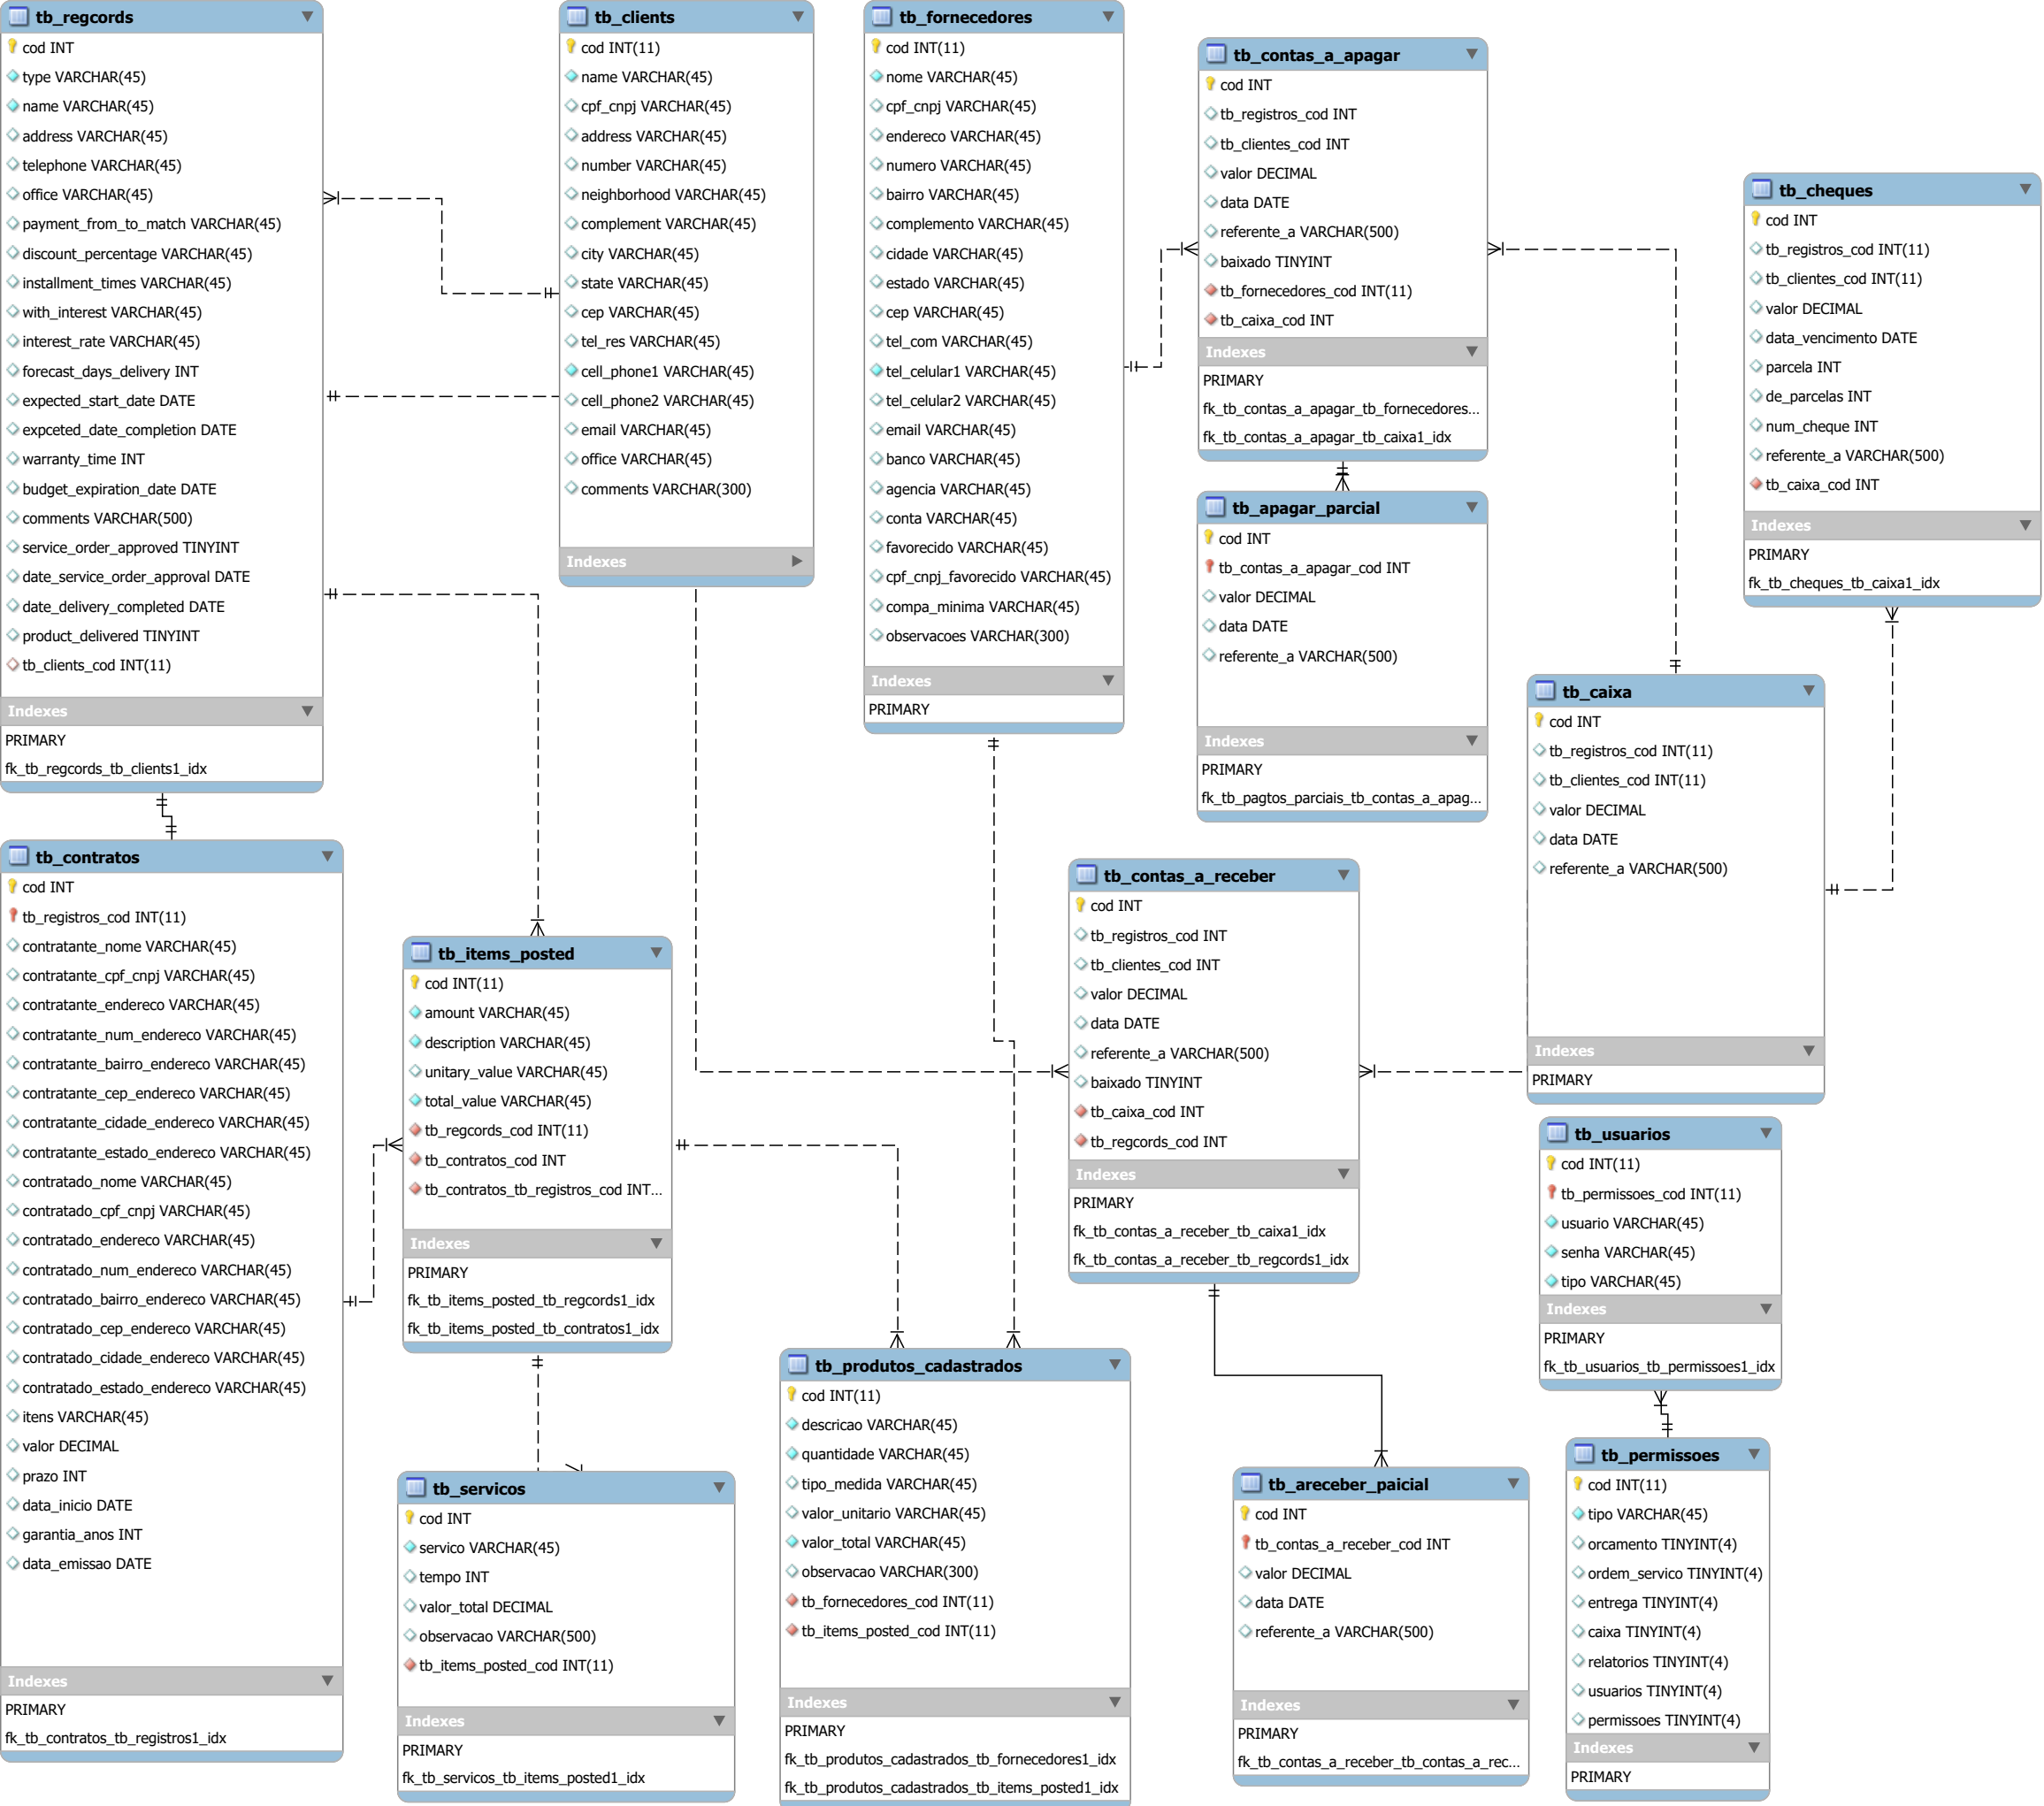 tb_regcords
cod INT
type VARCHAR(45)
name VARCHAR(45)
address VARCHAR(45)
telephone VARCHAR(45)
office VARCHAR(45)
payment_from_to_match VARCHAR(45)
discount_percentage VARCHAR(45)
installment_times VARCHAR(45)
with_interest VARCHAR(45)
interest_rate VARCHAR(45)
forecast_days_delivery INT
expected_start_date DATE
expceted_date_completion DATE
warranty_time INT
budget_expiration_date DATE
comments VARCHAR(500)
service_order_approved TINYINT
date_service_order_approval DATE
date_delivery_completed DATE
product_delivered TINYINT
tb_clients_cod INT(11)
Indexes
PRIMARY
fk_tb_regcords_tb_clients1_idx
tb_clients
cod INT(11)
name VARCHAR(45)
cpf_cnpj VARCHAR(45)
address VARCHAR(45)
number VARCHAR(45)
neighborhood VARCHAR(45)
complement VARCHAR(45)
city VARCHAR(45)
state VARCHAR(45)
cep VARCHAR(45)
tel_res VARCHAR(45)
cell_phone1 VARCHAR(45)
cell_phone2 VARCHAR(45)
email VARCHAR(45)
office VARCHAR(45)
comments VARCHAR(300)
Indexes
tb_fornecedores
cod INT(11)
nome VARCHAR(45)
cpf_cnpj VARCHAR(45)
endereco VARCHAR(45)
numero VARCHAR(45)
bairro VARCHAR(45)
complemento VARCHAR(45)
cidade VARCHAR(45)
estado VARCHAR(45)
cep VARCHAR(45)
tel_com VARCHAR(45)
tel_celular1 VARCHAR(45)
tel_celular2 VARCHAR(45)
email VARCHAR(45)
banco VARCHAR(45)
agencia VARCHAR(45)
conta VARCHAR(45)
favorecido VARCHAR(45)
cpf_cnpj_favorecido VARCHAR(45)
compa_minima VARCHAR(45)
observacoes VARCHAR(300)
Indexes
PRIMARY
tb_contas_a_apagar
cod INT
tb_registros_cod INT
tb_clientes_cod INT
valor DECIMAL
data DATE
referente_a VARCHAR(500)
baixado TINYINT
tb_fornecedores_cod INT(11)
tb_caixa_cod INT
Indexes
PRIMARY
fk_tb_contas_a_apagar_tb_fornecedores...
fk_tb_contas_a_apagar_tb_caixa1_idx
tb_apagar_parcial
cod INT
tb_contas_a_apagar_cod INT
valor DECIMAL
data DATE
referente_a VARCHAR(500)
Indexes
PRIMARY
fk_tb_pagtos_parciais_tb_contas_a_apag...
tb_cheques
cod INT
tb_registros_cod INT(11)
tb_clientes_cod INT(11)
valor DECIMAL
data_vencimento DATE
parcela INT
de_parcelas INT
num_cheque INT
referente_a VARCHAR(500)
tb_caixa_cod INT
Indexes
PRIMARY
fk_tb_cheques_tb_caixa1_idx
tb_caixa
cod INT
tb_registros_cod INT(11)
tb_clientes_cod INT(11)
valor DECIMAL
data DATE
referente_a VARCHAR(500)
Indexes
PRIMARY
tb_contratos
cod INT
tb_registros_cod INT(11)
contratante_nome VARCHAR(45)
contratante_cpf_cnpj VARCHAR(45)
contratante_endereco VARCHAR(45)
contratante_num_endereco VARCHAR(45)
contratante_bairro_endereco VARCHAR(45)
contratante_cep_endereco VARCHAR(45)
contratante_cidade_endereco VARCHAR(45)
contratante_estado_endereco VARCHAR(45)
contratado_nome VARCHAR(45)
contratado_cpf_cnpj VARCHAR(45)
contratado_endereco VARCHAR(45)
contratado_num_endereco VARCHAR(45)
contratado_bairro_endereco VARCHAR(45)
contratado_cep_endereco VARCHAR(45)
contratado_cidade_endereco VARCHAR(45)
contratado_estado_endereco VARCHAR(45)
itens VARCHAR(45)
valor DECIMAL
prazo INT
data_inicio DATE
garantia_anos INT
data_emissao DATE
Indexes
PRIMARY
fk_tb_contratos_tb_registros1_idx
tb_items_posted
cod INT(11)
amount VARCHAR(45)
description VARCHAR(45)
unitary_value VARCHAR(45)
total_value VARCHAR(45)
tb_regcords_cod INT(11)
tb_contratos_cod INT
tb_contratos_tb_registros_cod INT...
Indexes
PRIMARY
fk_tb_items_posted_tb_regcords1_idx
fk_tb_items_posted_tb_contratos1_idx
tb_contas_a_receber
cod INT
tb_registros_cod INT
tb_clientes_cod INT
valor DECIMAL
data DATE
referente_a VARCHAR(500)
baixado TINYINT
tb_caixa_cod INT
tb_regcords_cod INT
Indexes
PRIMARY
fk_tb_contas_a_receber_tb_caixa1_idx
fk_tb_contas_a_receber_tb_regcords1_idx
tb_usuarios
cod INT(11)
tb_permissoes_cod INT(11)
usuario VARCHAR(45)
senha VARCHAR(45)
tipo VARCHAR(45)
Indexes
PRIMARY
fk_tb_usuarios_tb_permissoes1_idx
tb_servicos
cod INT
servico VARCHAR(45)
tempo INT
valor_total DECIMAL
observacao VARCHAR(500)
tb_items_posted_cod INT(11)
Indexes
PRIMARY
fk_tb_servicos_tb_items_posted1_idx
tb_produtos_cadastrados
cod INT(11)
descricao VARCHAR(45)
quantidade VARCHAR(45)
tipo_medida VARCHAR(45)
valor_unitario VARCHAR(45)
valor_total VARCHAR(45)
observacao VARCHAR(300)
tb_fornecedores_cod INT(11)
tb_items_posted_cod INT(11)
Indexes
PRIMARY
fk_tb_produtos_cadastrados_tb_fornecedores1_idx
fk_tb_produtos_cadastrados_tb_items_posted1_idx
tb_areceber_paicial
cod INT
tb_contas_a_receber_cod INT
valor DECIMAL
data DATE
referente_a VARCHAR(500)
Indexes
PRIMARY
fk_tb_contas_a_receber_tb_contas_a_rec...
tb_permissoes
cod INT(11)
tipo VARCHAR(45)
orcamento TINYINT(4)
ordem_servico TINYINT(4)
entrega TINYINT(4)
caixa TINYINT(4)
relatorios TINYINT(4)
usuarios TINYINT(4)
permissoes TINYINT(4)
Indexes
PRIMARY